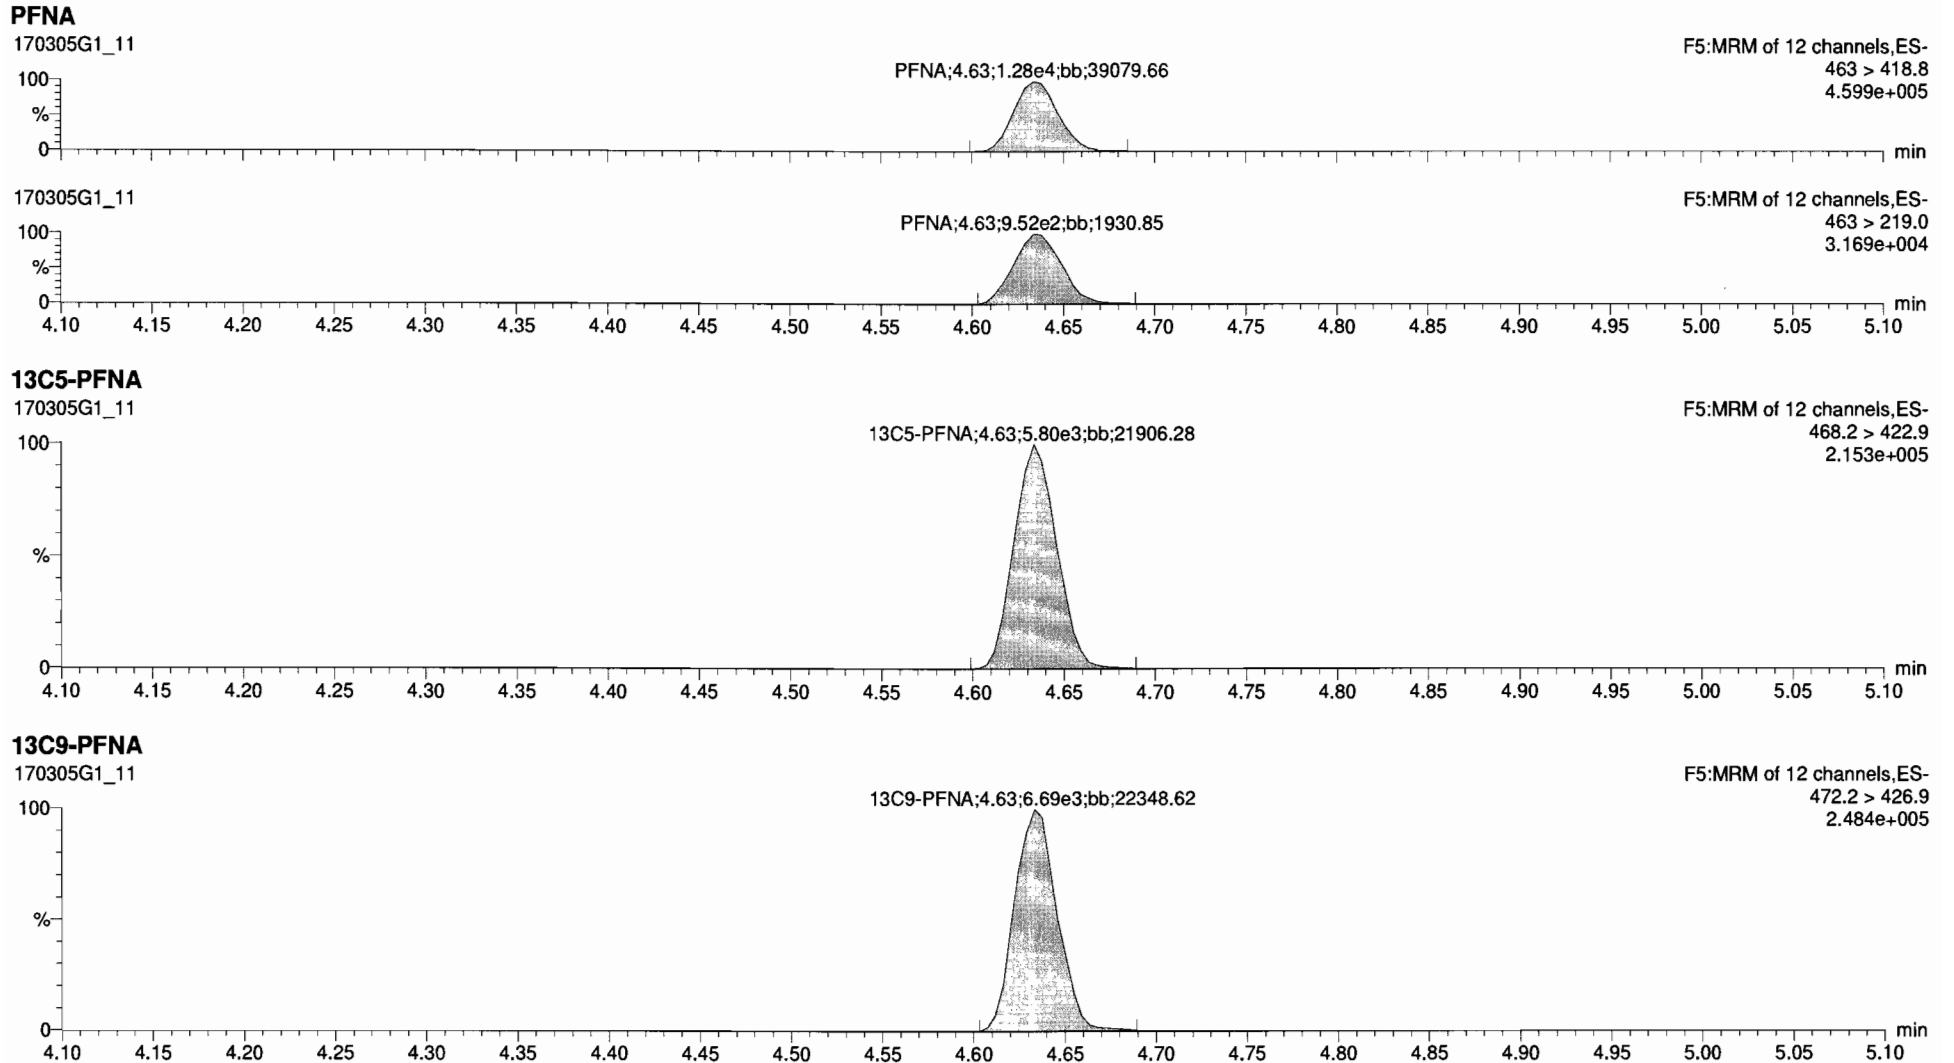 PFNA
170305G1_11
F5:MRM of 12 channels,ES-
463 > 418.8
4.599e+005
PFNA;4.63;1.28e4;bb;39079.66
100
%
0
min
170305G1_11
F5:MRM of 12 channels,ES-
463 > 219.0
3.169e+004
PFNA;4.63;9.52e2;bb;1930.85
100
%
0
min
4.10 4.15 4.20 4.25 4.30 4.35 4.40 4.45 4.50 4.55 4.60 4.65 4.70 4.75 4.80 4.85 4.90 4.95 5.00 5.05 5.10
13C5-PFNA
170305G1_11
F5:MRM of 12 channels,ES-
468.2 > 422.9
2.153e+005
13C5-PFNA;4.63;5.80e3;bb;21906.28
100
%
0
min
4.10 4.15 4.20 4.25 4.30 4.35 4.40 4.45 4.50 4.55 4.60 4.65 4.70 4.75 4.80 4.85 4.90 4.95 5.00 5.05 5.10
13C9-PFNA
170305G1_11
F5:MRM of 12 channels,ES-
472.2 > 426.9
2.484e+005
13C9-PFNA;4.63;6.69e3;bb;22348.62
100
%
0
min
4.10 4.15 4.20 4.25 4.30 4.35 4.40 4.45 4.50 4.55 4.60 4.65 4.70 4.75 4.80 4.85 4.90 4.95 5.00 5.05 5.10